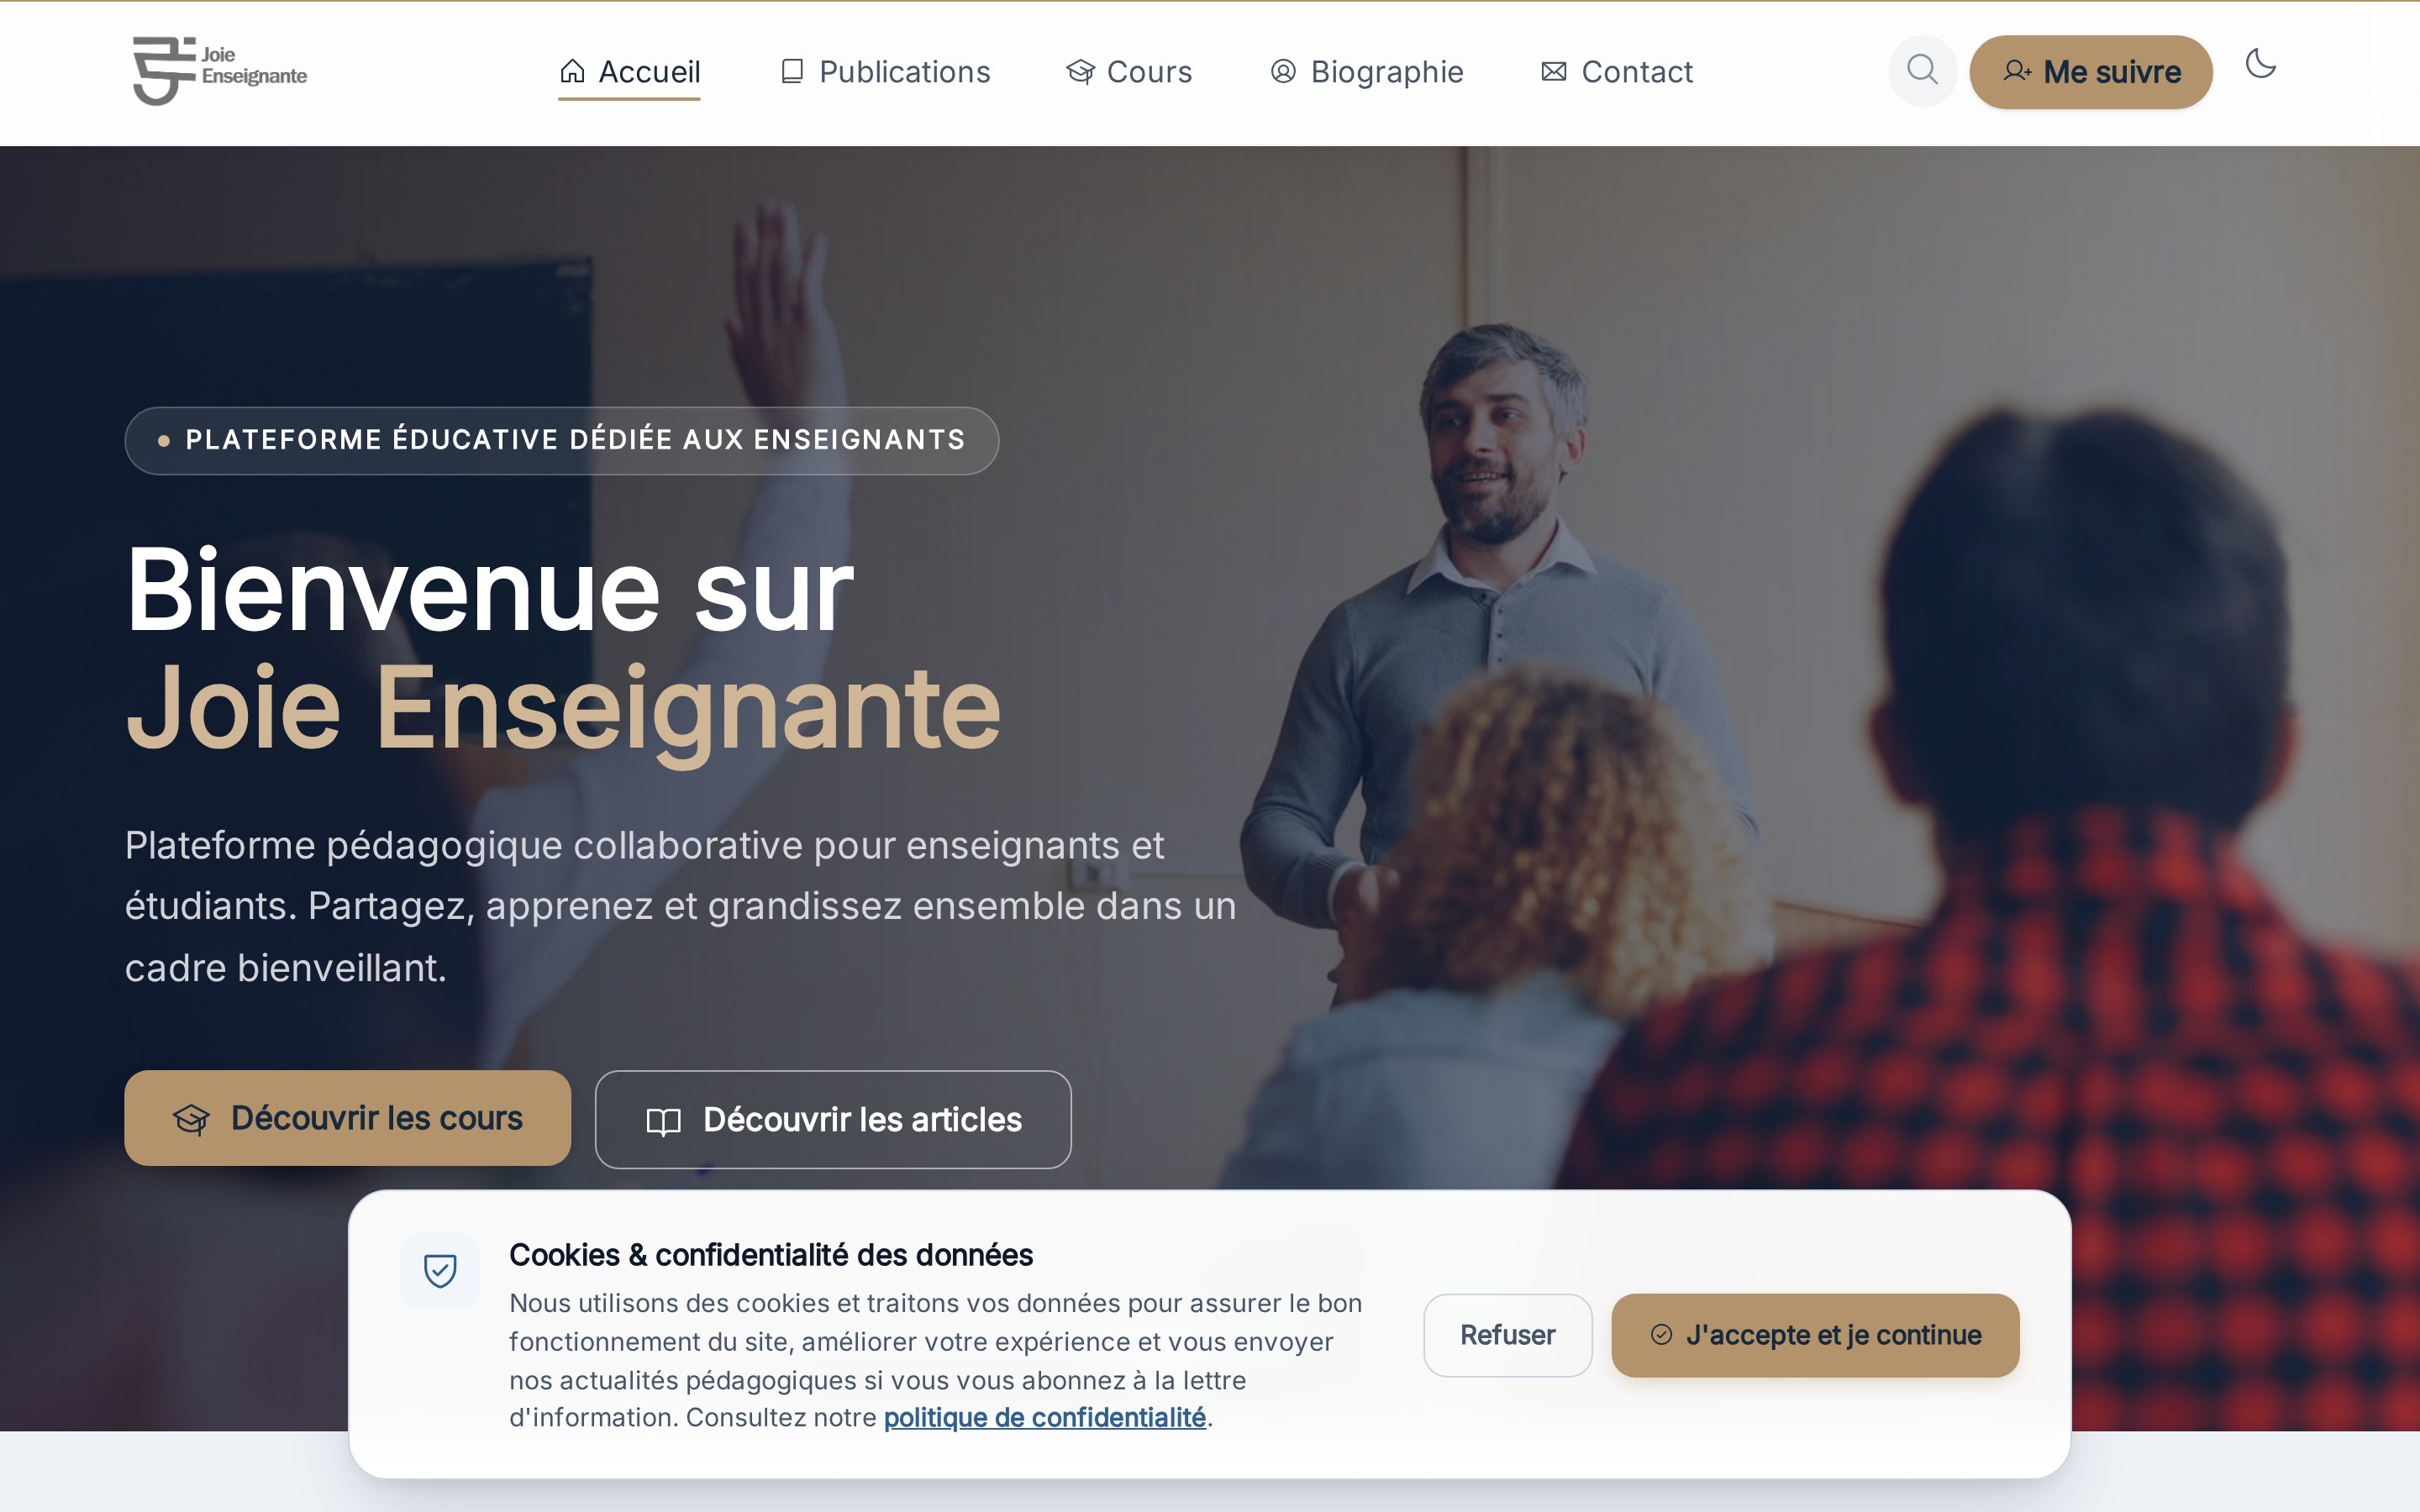 Joie
Enseignante
Accueil
Publications
Cours
Biographie
Contact
Me suivre
PLATEFORME ÉDUCATIVE DÉDIÉE AUX ENSEIGNANTS
Bienvenue sur
Joie Enseignante
Plateforme pédagogique collaborative pour enseignants et
étudiants. Partagez, apprenez et grandissez ensemble dans un
cadre bienveillant.
Découvrir les cours
Découvrir les articles
Cookies & confidentialité des données
Nous utilisons des cookies et traitons vos données pour assurer le bon
fonctionnement du site, améliorer votre expérience et vous envoyer
nos actualités pédagogiques si vous vous abonnez à la lettre
d'information. Consultez notre politique de confidentialité.
Refuser
J'accepte et je continue